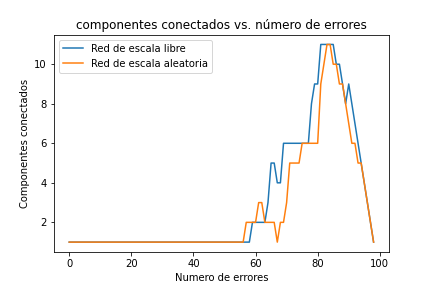 componentes conectados vs. número de errores
Red de escala libre
Red de escala aleatoria
Componentes conectados
10
8
6
4
2
0
20
40
60
80
100
Numero de errores